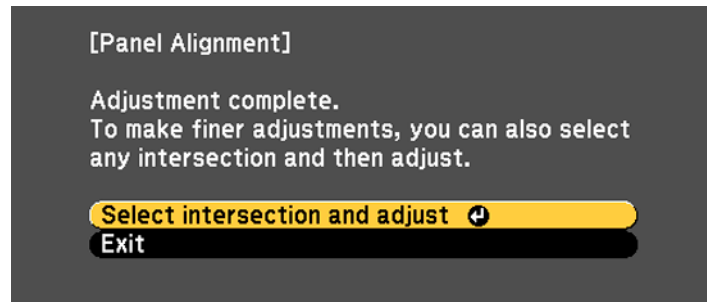 [Panel Alignment]
Adjustment complete.
To make finer adjustments, you can also select
any intersection and then adjust.
Select intersection and adjust
Exit